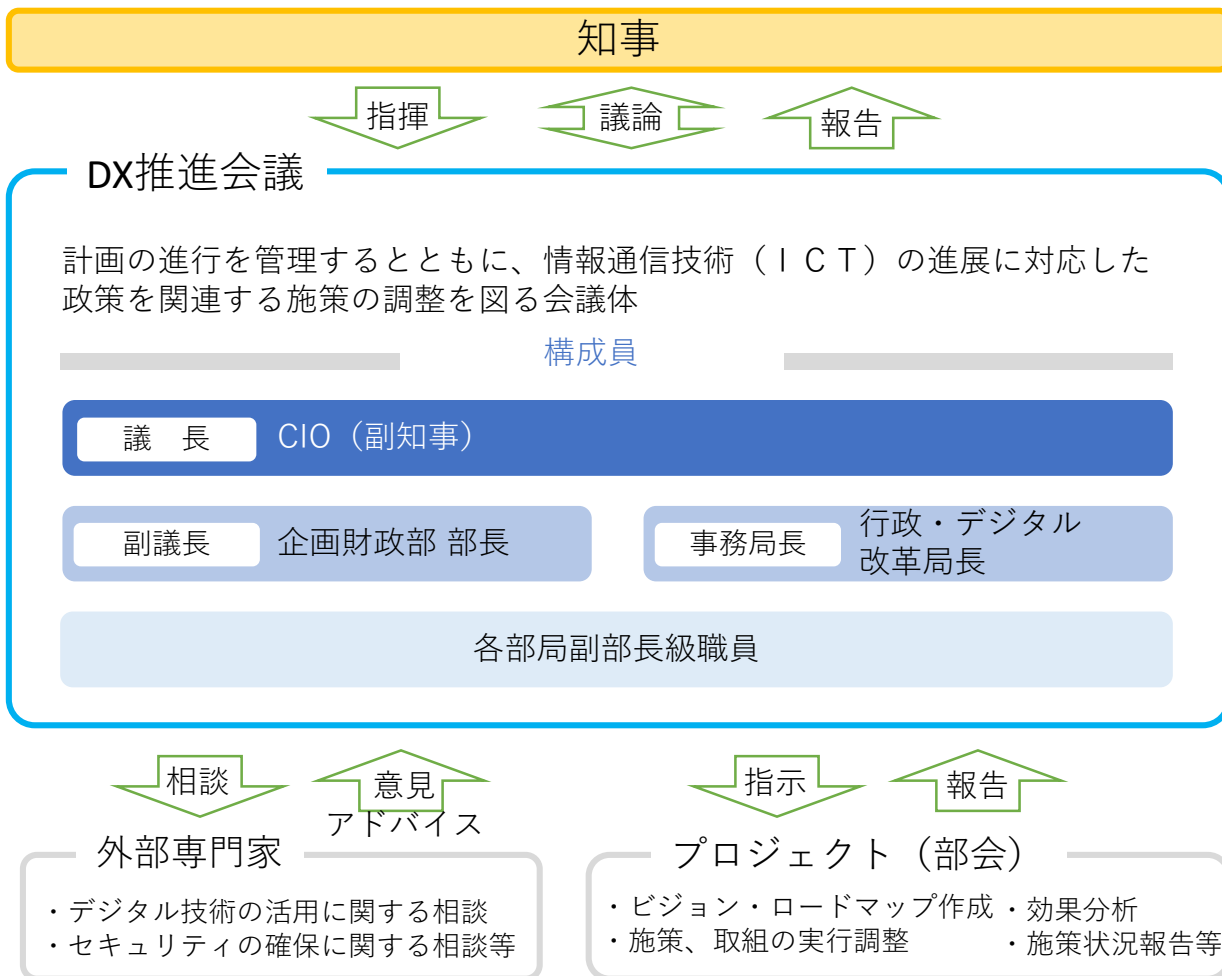 知事
指揮
議論
報告
DX推進会議
計画の進行を管理するとともに、情報通信技術（ＩＣＴ）の進展に対応した
政策を関連する施策の調整を図る会議体
構成員
議　長 CIO（副知事）
副議長 企画財政部 部長
事務局長 行政・デジタル
改革局長
各部局副部長級職員
相談
意見
アドバイス
指示
報告
外部専門家
・デジタル技術の活用に関する相談
・セキュリティの確保に関する相談等
プロジェクト（部会）
・ビジョン・ロードマップ作成
・施策、取組の実行調整
・効果分析
・施策状況報告等